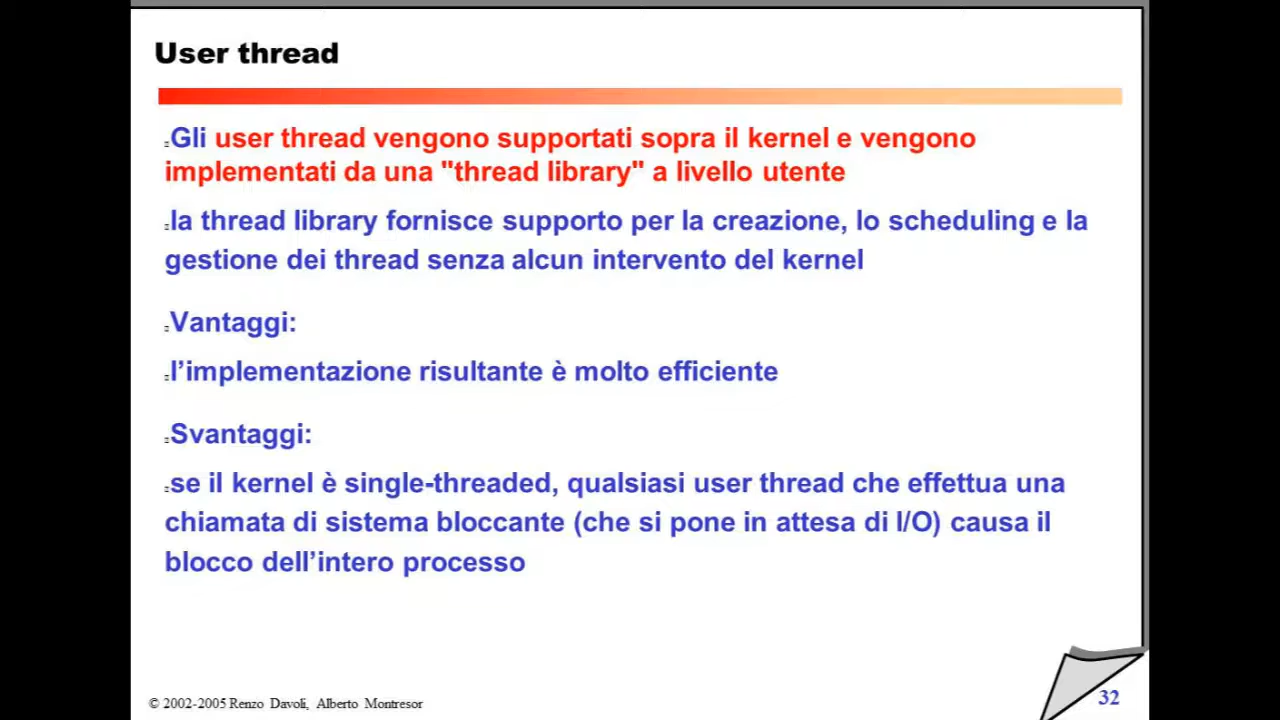 User thread
Gli user thread vengono supportati sopra il kernel e vengono
implementati da una "thread library" a livello utente
la thread library fornisce supporto per la creazione, lo scheduling e la
gestione dei thread senza alcun intervento del kernel
Vantaggi:
l’implementazione risultante è molto efficiente
Svantaggi:
se il kernel è single-threaded, qualsiasi user thread che effettua una
chiamata di sistema bloccante (che si pone in attesa di I/O) causa il
blocco dell’intero processo
© 2002-2005 Renzo Davoli, Alberto Montresor
32